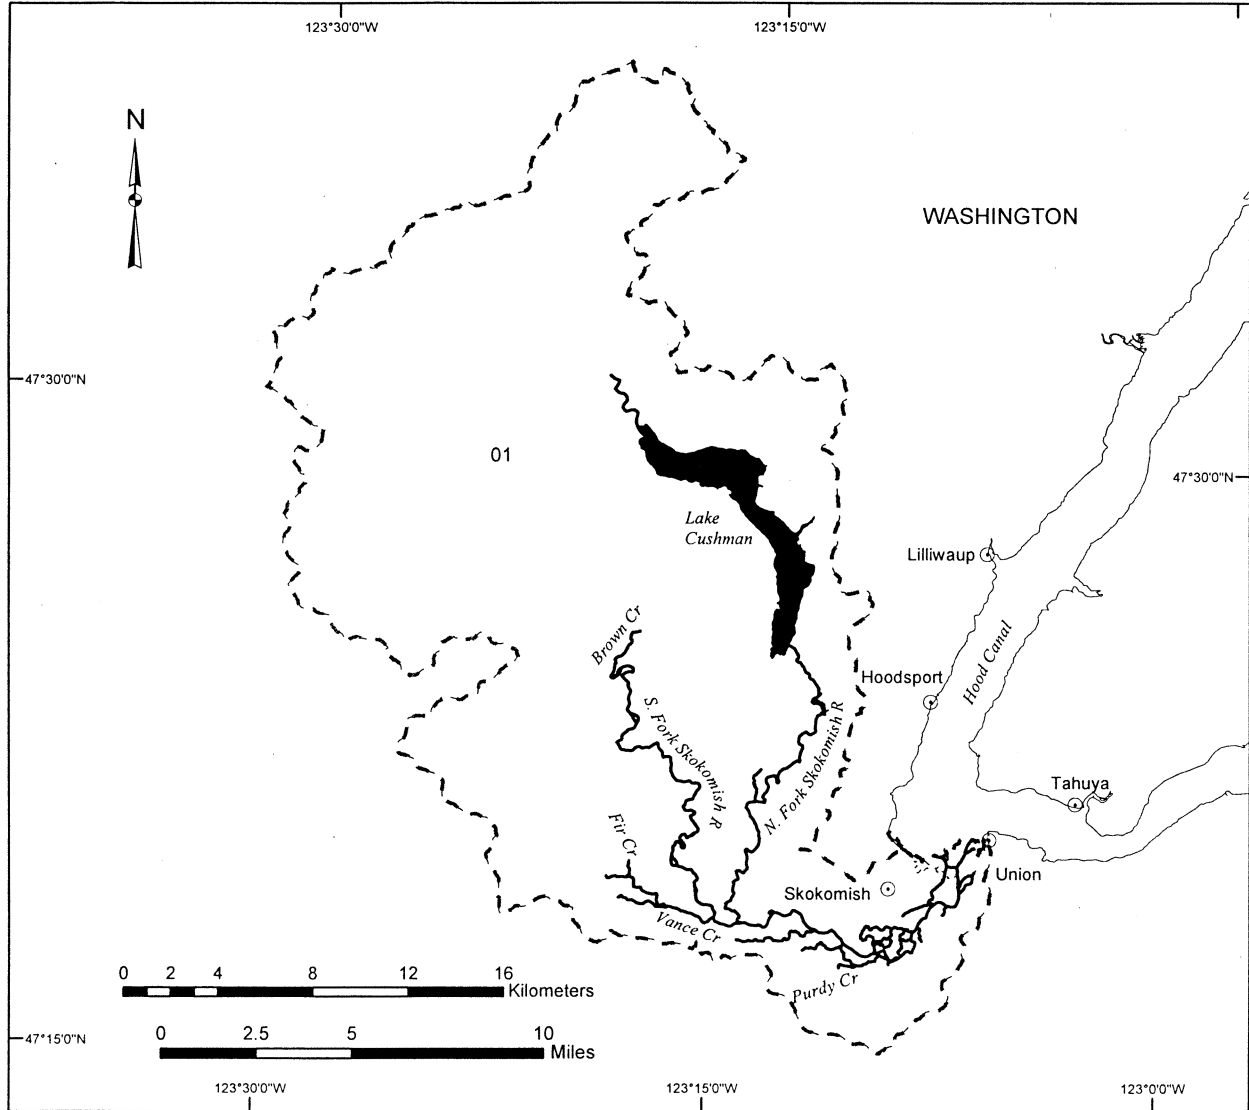 123°30'0"W
123°15'0"W
N
WASHINGTON
47°30'0"N
01
47°30'0"N
Lake
Cushman
Lilliwaup
Brown Cr
Hood Canal
Hoodsport
S. Fork Skokomish R
N. Fork Skokomish R
Tahuya
Fir Cr
Union
Skokomish
Vance Cr
Purdy Cr
0 2 4 8 12 16
Kilometers
0 2.5 5 10
Miles
47°15'0"N
123°30'0"W
123°15'0"W
123°0'0"W